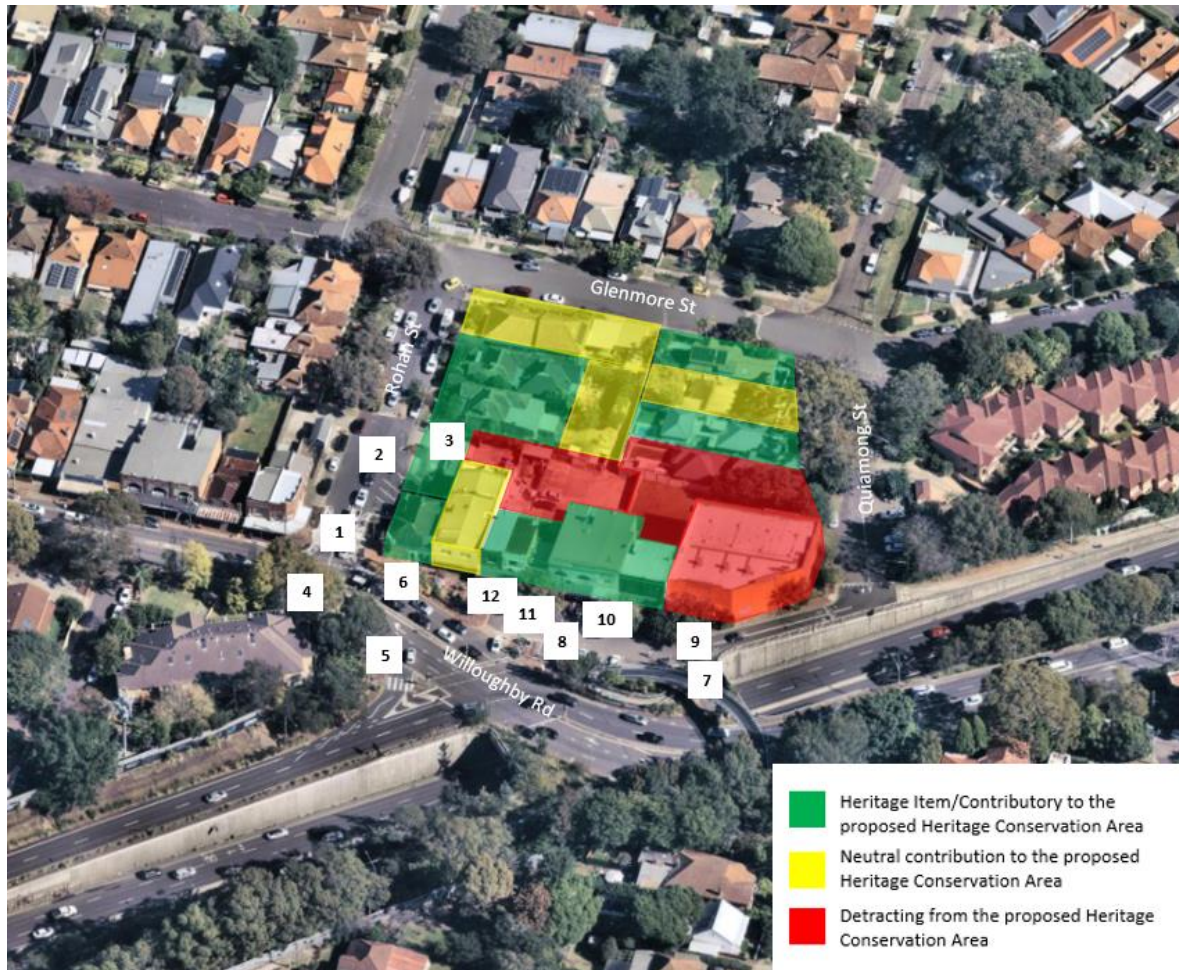 Glenmore St
Rohan St
Quiamong St
3
2
1
4
6
12
11
10
8
9
5
7
Willoughby Rd
Heritage Item/Contributory to the
proposed Heritage Conservation Area
Neutral contribution to the proposed
Heritage Conservation Area
Detracting from the proposed Heritage
Conservation Area